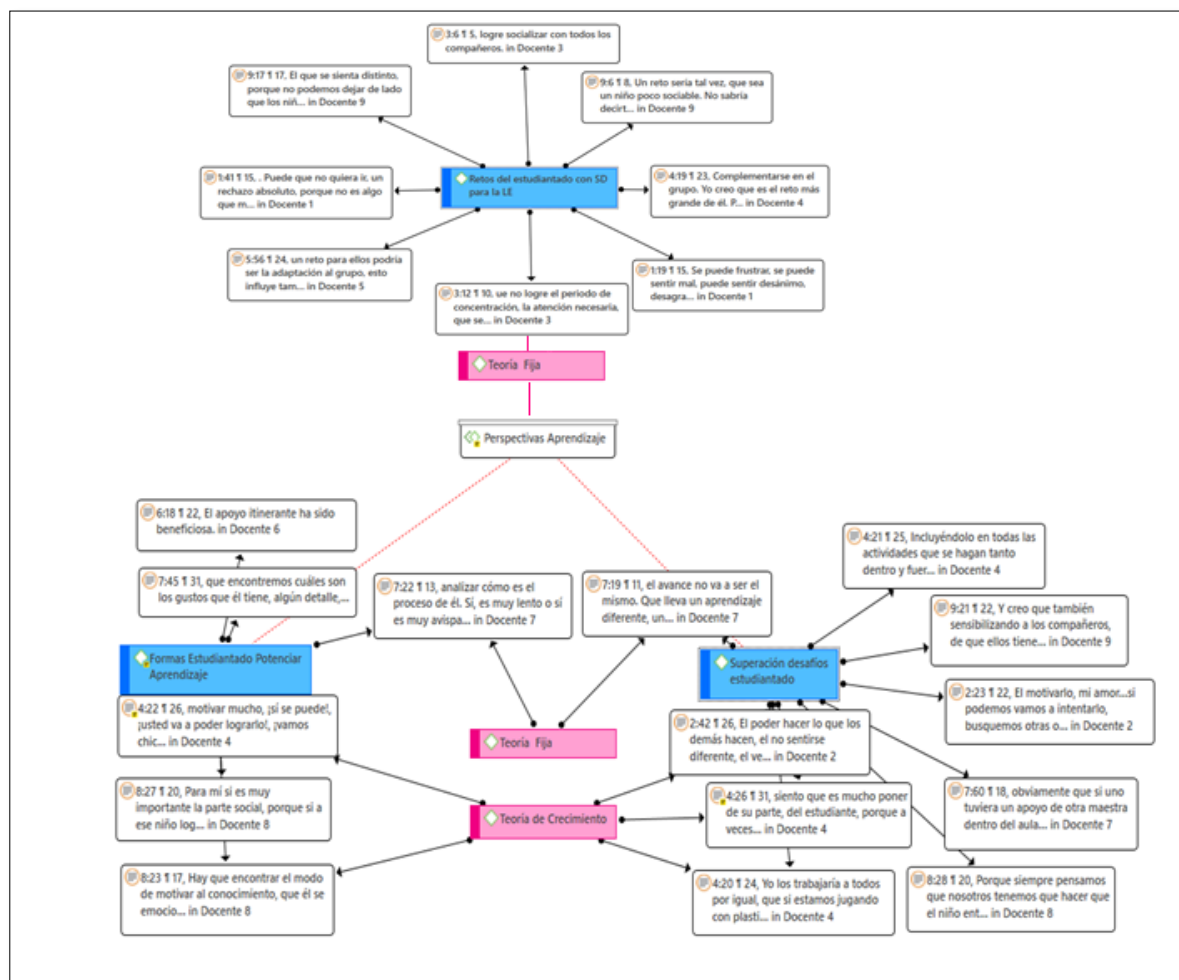 3:6 ¶ 5, logre socializar con todos los
compañeros. in Docente 3
9:17 ¶ 17, El que se sienta distinto,
porque no podemos dejar de lado
que los niñ... in Docente 9
9:6 ¶ 8, Un reto sería tal vez, que sea
un niño poco sociable. No sabría
decirt... in Docente 9
1:41 ¶ 15, . Puede que no quiera ir, un
rechazo absoluto, porque no es algo
que m... in Docente 1
Retos del estudiantado con SD
para la LE
4:19 ¶ 23, Complementarse en el
grupo. Yo creo que es el reto más
grande de él. P... in Docente 4
5:56 ¶ 24, un reto para ellos podría
ser la adaptación al grupo, esto
influye tam... in Docente 5
3:12 ¶ 10, ue no logre el periodo de
concentración, la atención necesaria,
que se... in Docente 3
1:19 ¶ 15, Se puede frustrar, se puede
sentir mal, puede sentir desánimo,
desagra... in Docente 1
Teoría Fija
Perspectivas Aprendizaje
6:18 ¶ 22, El apoyo itinerante ha sido
beneficiosa. in Docente 6
7:45 ¶ 31, que encontremos cuáles son
los gustos que él tiene, algún detalle,...
in Docente 7
7:22 ¶ 13, analizar cómo es el
proceso de él. Sí, es muy lento o sí
es muy avispa... in Docente 7
7:19 ¶ 11, el avance no va a ser el
mismo. Que lleva un aprendizaje
diferente, un... in Docente 7
4:21 ¶ 25, Incluyéndolo en todas las
actividades que se hagan tanto
dentro y fuer... in Docente 4
9:21 ¶ 22, Y creo que también
sensibilizando a los compañeros,
de que ellos tiene... in Docente 9
Formas Estudiantado Potenciar
Aprendizaje
Superación desafíos
estudiantado
4:22 ¶ 26, motivar mucho, ¡sí se puede!,
¡usted va a poder lograrlo!, ¡vamos
chic... in Docente 4
2:23 ¶ 22, El motivarlo, mi amor...si
podemos vamos a intentarlo,
busquemos otras o... in Docente 2
2:42 ¶ 26, El poder hacer lo que los
demás hacen, el no sentirse
diferente, el ve... in Docente 2
Teoría Fija
8:27 ¶ 20, Para mí si es muy
importante la parte social, porque si a
ese niño log... in Docente 8
Teoría de Crecimiento
4:26 ¶ 31, siento que es mucho poner
de su parte, del estudiante, porque a
veces... in Docente 4
7:60 ¶ 18, obviamente que si uno
tuviera un apoyo de otra maestra
dentro del aula... in Docente 7
8:23 ¶ 17, Hay que encontrar el modo
de motivar al conocimiento, que él se
emocio... in Docente 8
4:20 ¶ 24, Yo los trabajaría a todos
por igual, que si estamos jugando
con plasti... in Docente 4
8:28 ¶ 20, Porque siempre pensamos
que nosotros tenemos que hacer que
el niño ent... in Docente 8